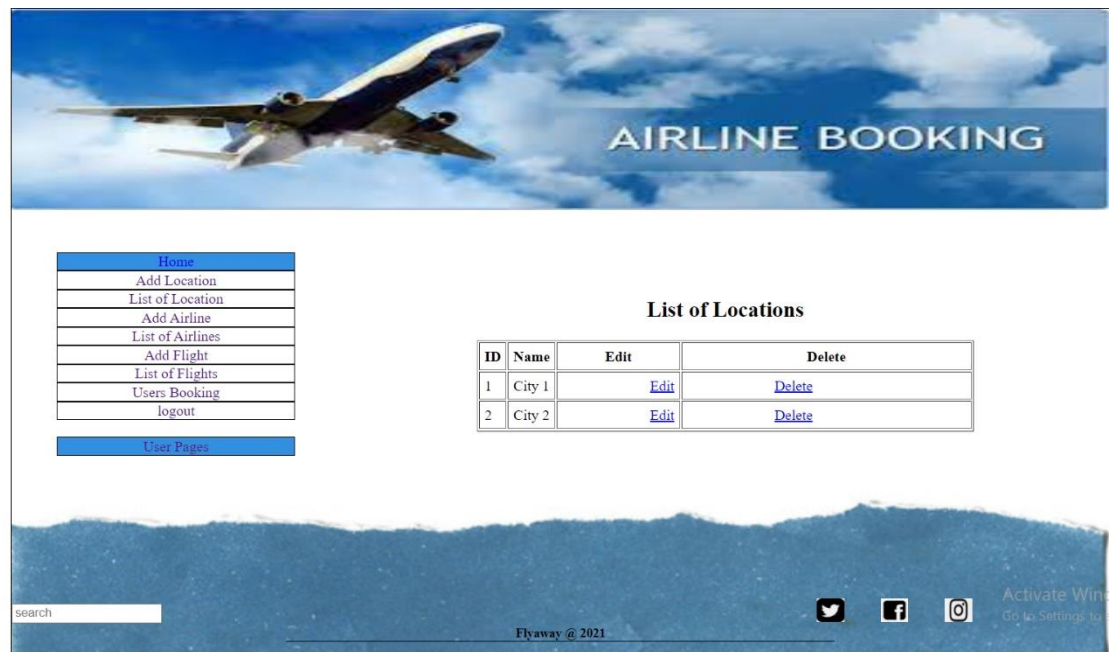 AIRLINE BOOKING
Home
Add Location
List of Location
Add Airline
List of Airlines
Add Flight
List of Flights
Users Booking
logout
User Pages
List of Locations
ID Name Edit Delete
1 City 1 Edit Delete
2 City 2 Edit Delete
search
Activate Win
Go to Settings to
Flyaway @ 2021